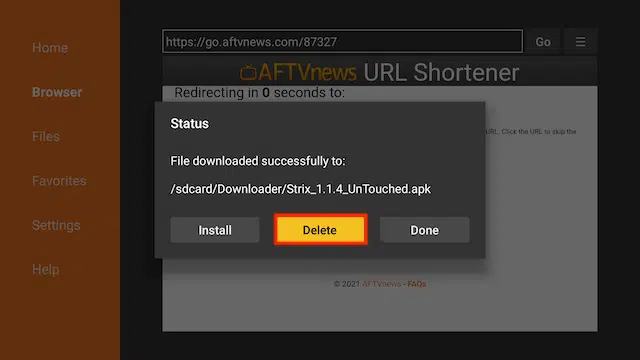 Home
Browser
Files
Favorites
Settings
Help
https://go.aftvnews.com/87327
Go
AFTVnews URL Shortener
Redirecting in 0 seconds to:
URL. Click the URL to skip the
Status
File downloaded successfully to:
/sdcard/Downloader/Strix_1.1.4_UnTouched.apk
Install
Delete
Done
© 2021 AFTVnews - FAQs